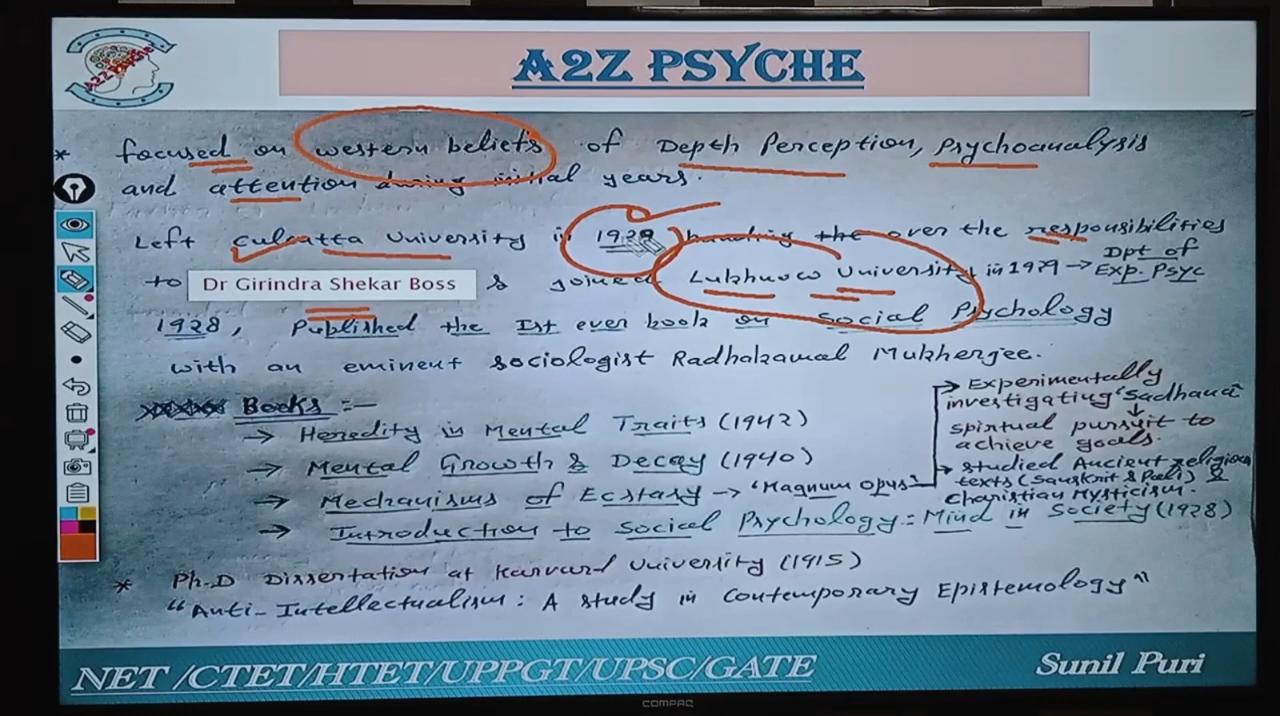 A2Z Psyche
A2Z PSYCHE
* focused on western beliefs of Depth Perception, Psychoanalysis
and attention during initial years.
Left Culcatta University in handing the over the responsibilities
to Dr Girindra Shekar Boss & joined Lukhnow University in 1929 → Dpt of Exp. Psyc
1928, Published the Ist ever book on Social Psychology
with an eminent sociologist Radhakamal Mukherjee.
Books :-
→ Heredity in Mental Traits (1942)
→ Mental Growth & Decay (1940)
→ Mechanisms of Ecstasy → "Magnum Opus"
→ Introduction to Social Psychology: Mind in Society (1928)
→ Experimentally
investigating "Sadhana"
↓
spiritual pursuit to
achieve goals.
→ studied Ancient religious
texts (Sanskrit & Pali) &
Charistian Mysticism.
* Ph.D Dissertation at Harvard University (1915)
"Anti-Intellectualism: A study in Contemporary Epistemology"
NET /CTET/HTET/UPPGT/UPSC/GATE
Sunil Puri
COMPAQ